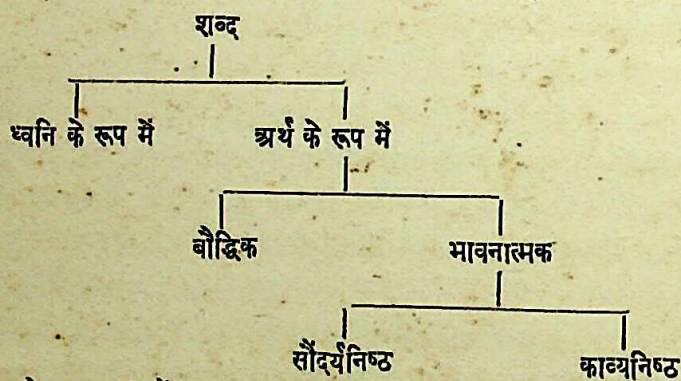 शब्द
ध्वनि के रूप में अर्थ के रूप में
बौद्धिक भावनात्मक
सौंदर्यनिष्ठ काव्यनिष्ठ